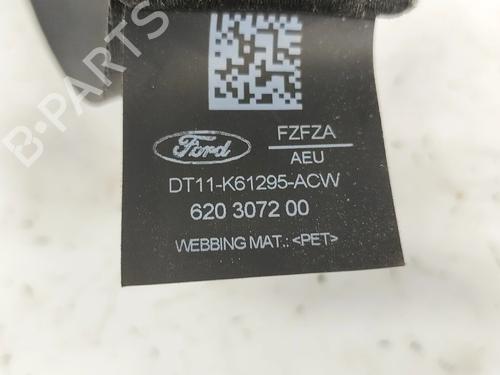 B-PARTS
Ford
FZFZA
AEU
DT11-K61295-ACW
620 3072 00
WEBBING MAT.: <PET>